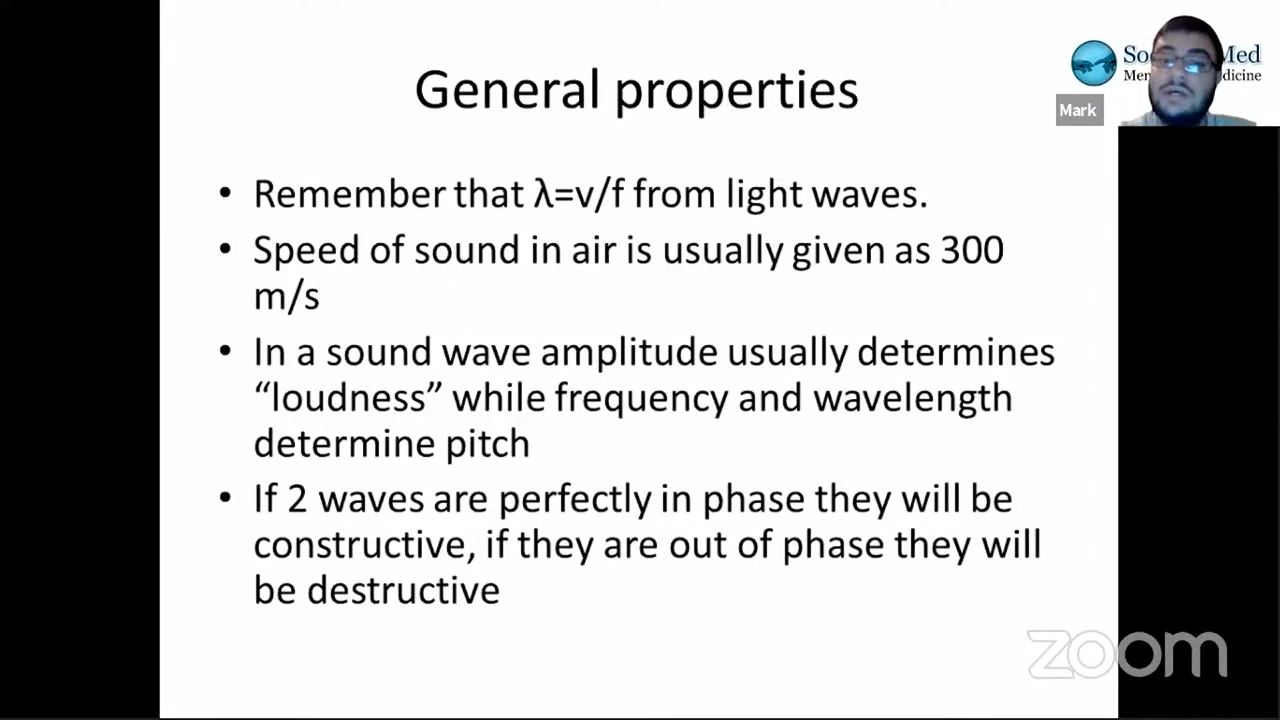 General properties
Mark
• Remember that λ=v/f from light waves.
• Speed of sound in air is usually given as 300
m/s
• In a sound wave amplitude usually determines
“loudness” while frequency and wavelength
determine pitch
• If 2 waves are perfectly in phase they will be
constructive, if they are out of phase they will
be destructive
zoom